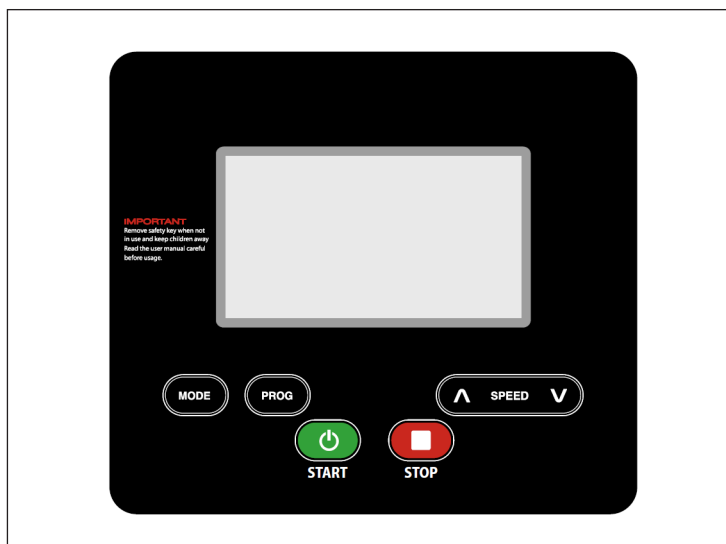 IMPORTANT
Remove safety key when not
in use and keep children away
Read the user manual careful
before usage.
MODE
PROG
SPEED
START
STOP